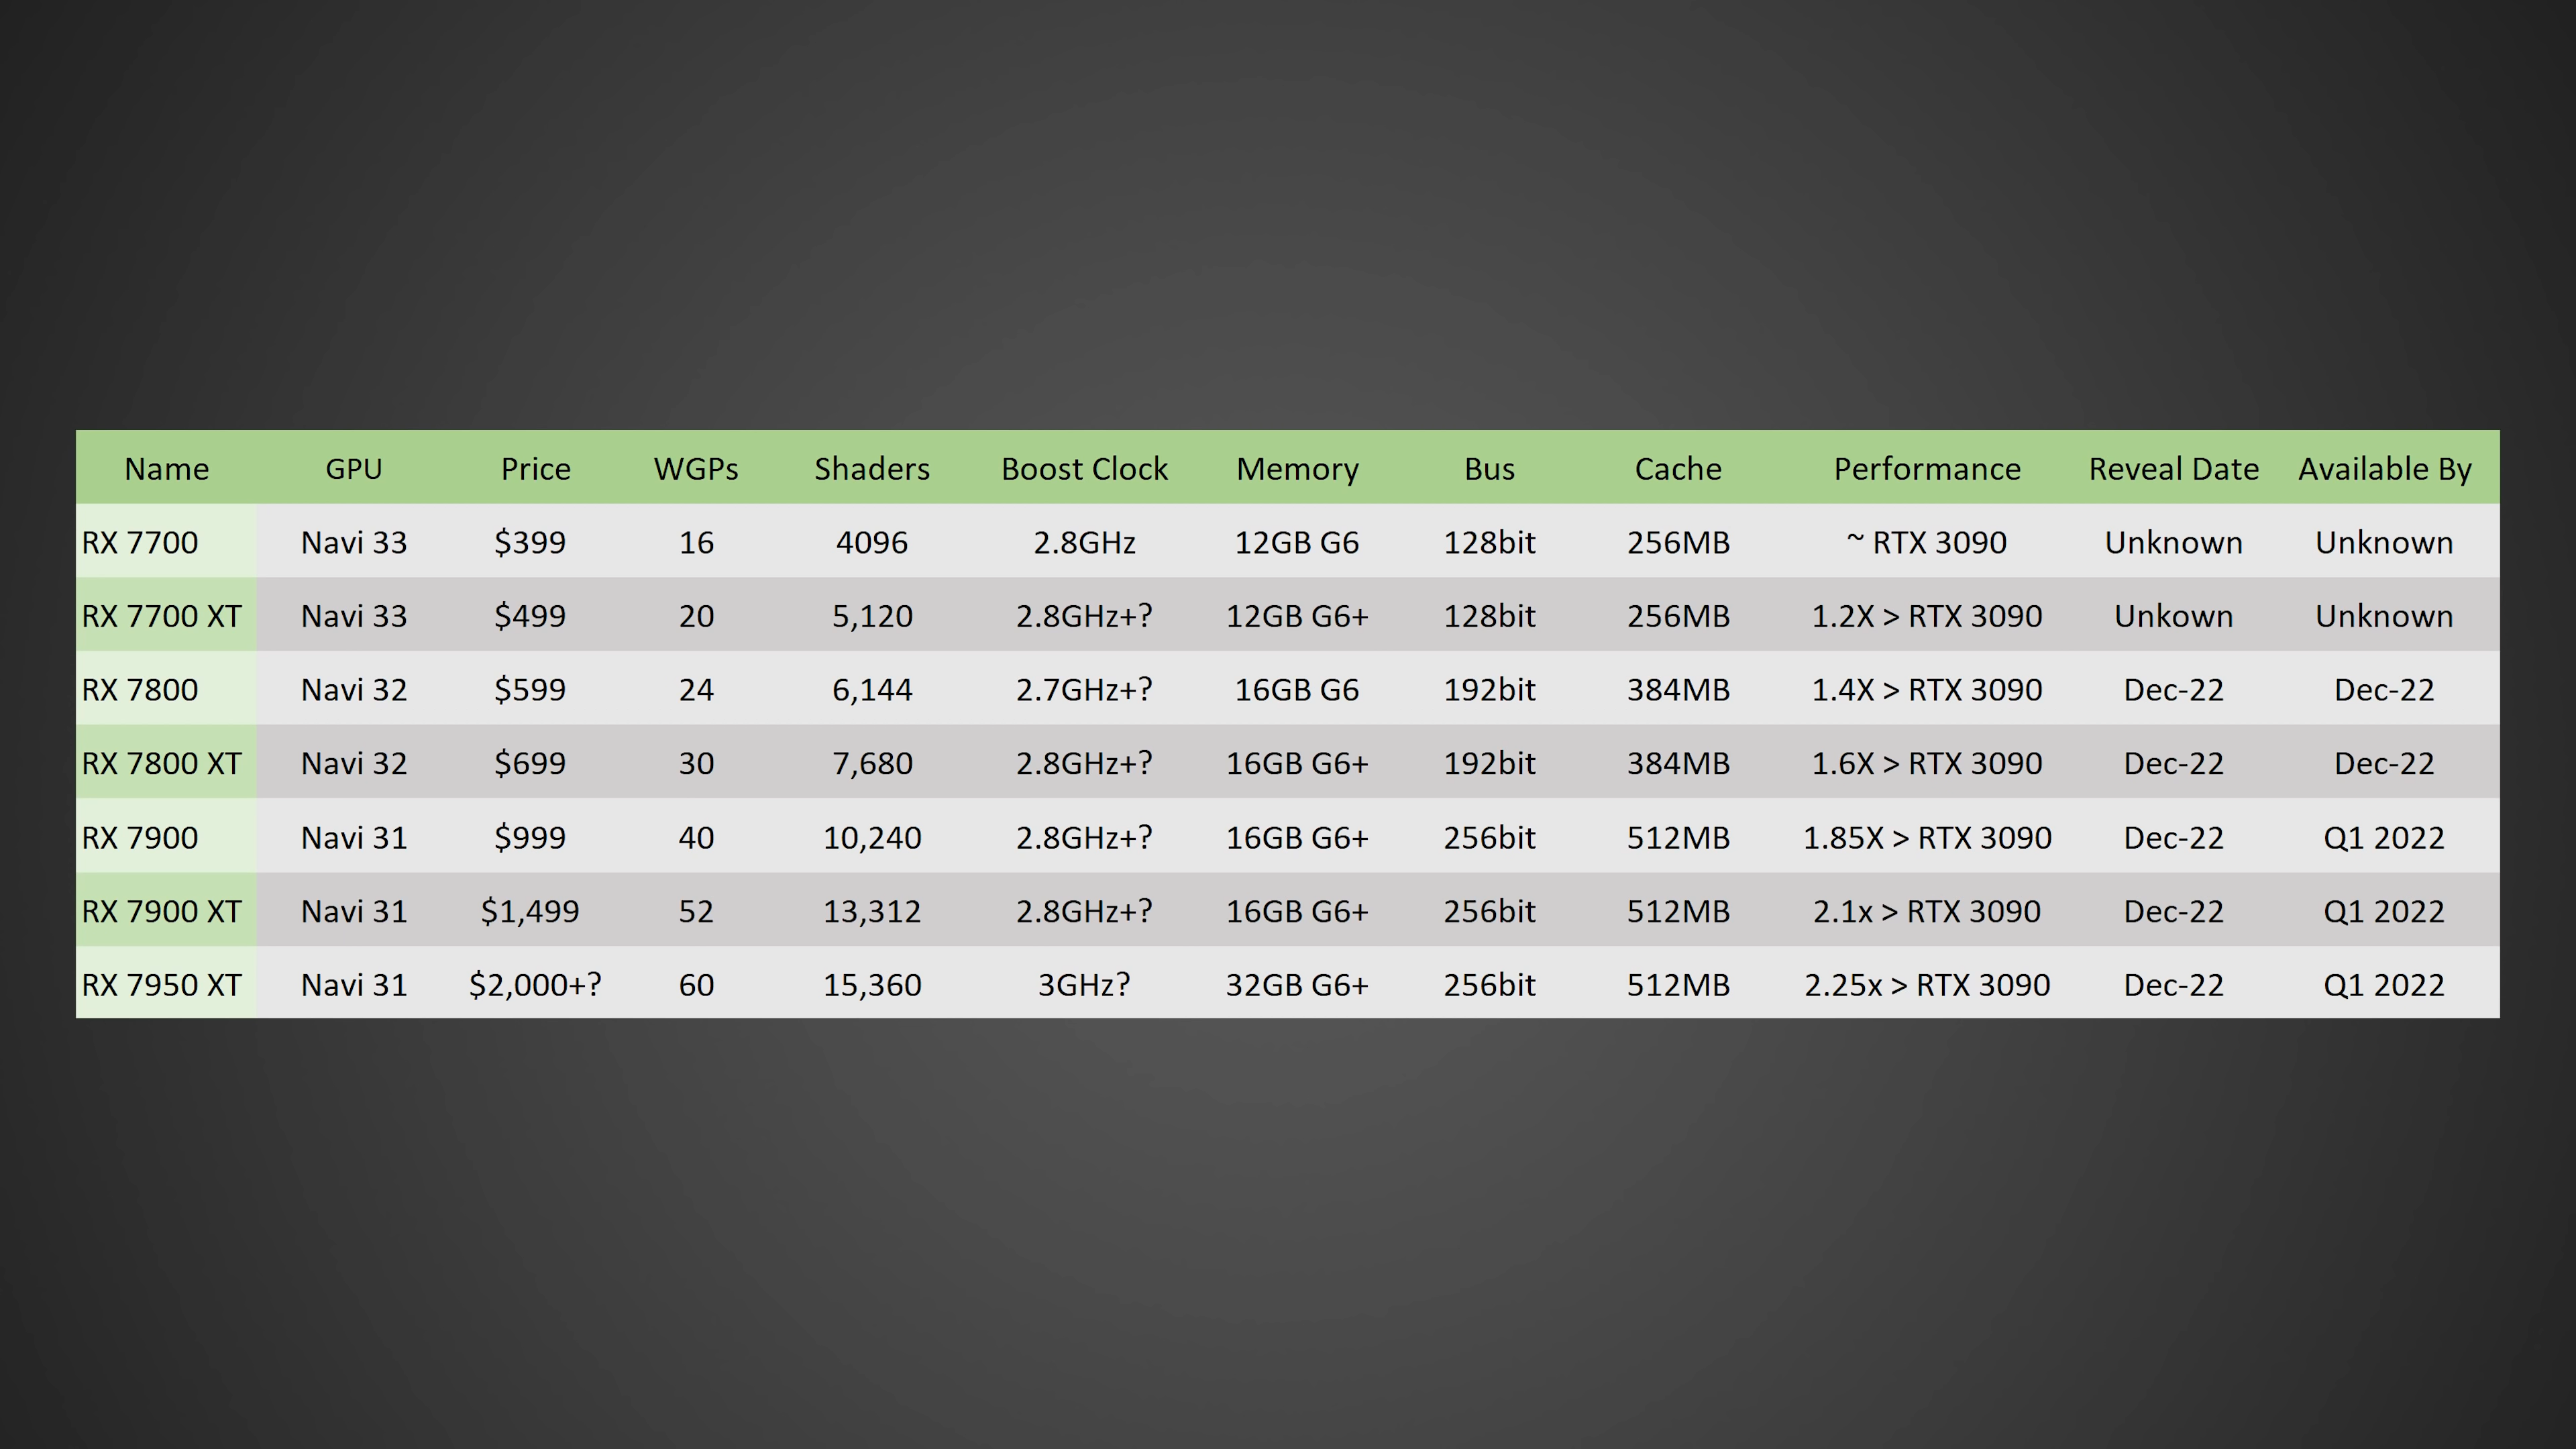 Name GPU Price WGPs Shaders Boost Clock Memory Bus Cache Performance Reveal Date Available By
RX 7700 Navi 33 $399 16 4096 2.8GHz 12GB G6 128bit 256MB ~ RTX 3090 Unknown Unknown
RX 7700 XT Navi 33 $499 20 5,120 2.8GHz+? 12GB G6+ 128bit 256MB 1.2X > RTX 3090 Unkown Unknown
RX 7800 Navi 32 $599 24 6,144 2.7GHz+? 16GB G6 192bit 384MB 1.4X > RTX 3090 Dec-22 Dec-22
RX 7800 XT Navi 32 $699 30 7,680 2.8GHz+? 16GB G6+ 192bit 384MB 1.6X > RTX 3090 Dec-22 Dec-22
RX 7900 Navi 31 $999 40 10,240 2.8GHz+? 16GB G6+ 256bit 512MB 1.85X > RTX 3090 Dec-22 Q1 2022
RX 7900 XT Navi 31 $1,499 52 13,312 2.8GHz+? 16GB G6+ 256bit 512MB 2.1x > RTX 3090 Dec-22 Q1 2022
RX 7950 XT Navi 31 $2,000+? 60 15,360 3GHz? 32GB G6+ 256bit 512MB 2.25x > RTX 3090 Dec-22 Q1 2022